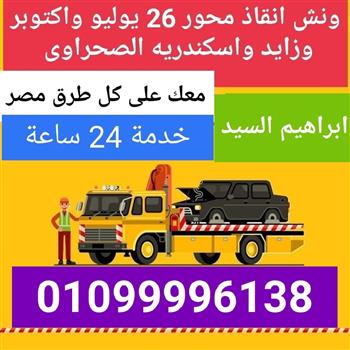 ونش انقاذ محور 26 يوليو واكتوبر
وزايد واسكندريه الصحراوى
معك على كل طرق مصر
ابراهيم السيد
خدمة 24 ساعة
01099996138